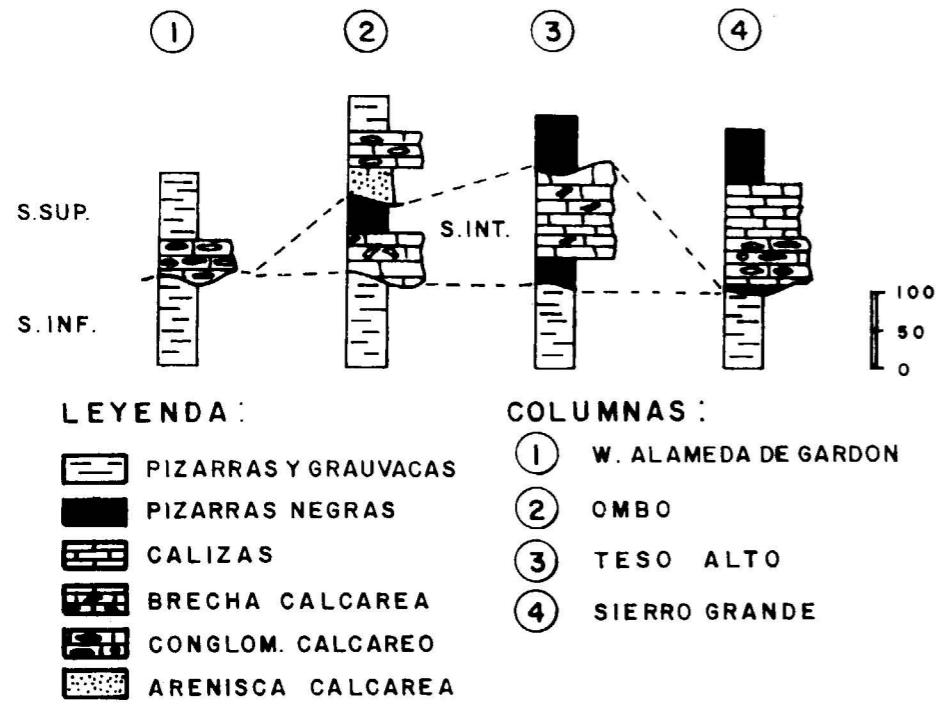 1 2 3 4
S.SUP.
S.INT.
S.INF.
100
50
0
LEYENDA:
PIZARRAS Y GRAUVACAS
PIZARRAS NEGRAS
CALIZAS
BRECHA CALCAREA
CONGLOM. CALCAREO
ARENISCA CALCAREA
COLUMNAS:
1 W. ALAMEDA DE GARDON
2 OMBO
3 TESO ALTO
4 SIERRO GRANDE